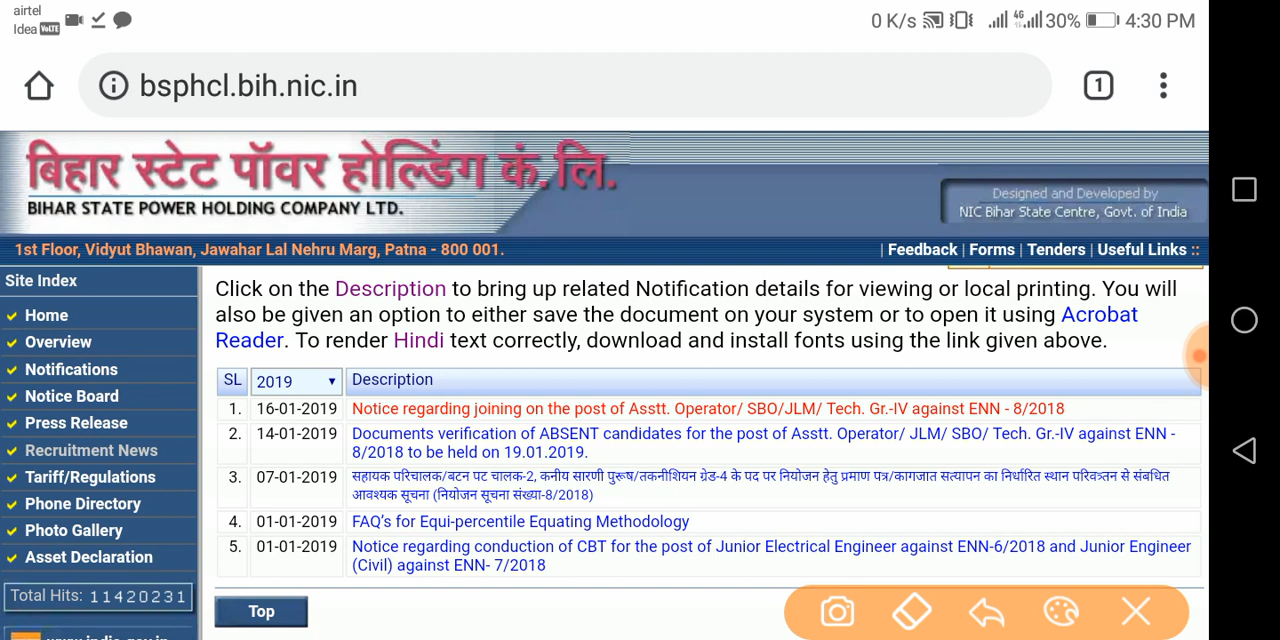 airtel
Idea VoLTE
0 K/s 4G 30% 4:30 PM
bsphcl.bih.nic.in
1
बिहार स्टेट पॉवर होल्डिंग कं. लि.
BIHAR STATE POWER HOLDING COMPANY LTD.
Designed and Developed by
NIC Bihar State Centre, Govt. of India
1st Floor, Vidyut Bhawan, Jawahar Lal Nehru Marg, Patna - 800 001.
| Feedback | Forms | Tenders | Useful Links ::
Site Index
Home
Overview
Notifications
Notice Board
Press Release
Recruitment News
Tariff/Regulations
Phone Directory
Photo Gallery
Asset Declaration
Total Hits: 11420231
Click on the Description to bring up related Notification details for viewing or local printing. You will
also be given an option to either save the document on your system or to open it using Acrobat
Reader. To render Hindi text correctly, download and install fonts using the link given above.
SL 2019 Description
1. 16-01-2019 Notice regarding joining on the post of Asstt. Operator/ SBO/JLM/ Tech. Gr.-IV against ENN - 8/2018
2. 14-01-2019 Documents verification of ABSENT candidates for the post of Asstt. Operator/ JLM/ SBO/ Tech. Gr.-IV against ENN -
8/2018 to be held on 19.01.2019.
3. 07-01-2019 सहायक परिचालक/बटन पट चालक-2, कनीय सारणी पुरूष/तकनीशियन ग्रेड-4 के पद पर नियोजन हेतु प्रमाण पत्र/कागजात सत्यापन का निर्धारित स्थान परिवर्त्तन से संबधित
आवश्यक सूचना (नियोजन सूचना संख्या-8/2018)
4. 01-01-2019 FAQ’s for Equi-percentile Equating Methodology
5. 01-01-2019 Notice regarding conduction of CBT for the post of Junior Electrical Engineer against ENN-6/2018 and Junior Engineer
(Civil) against ENN- 7/2018
Top
www.india.gov.in